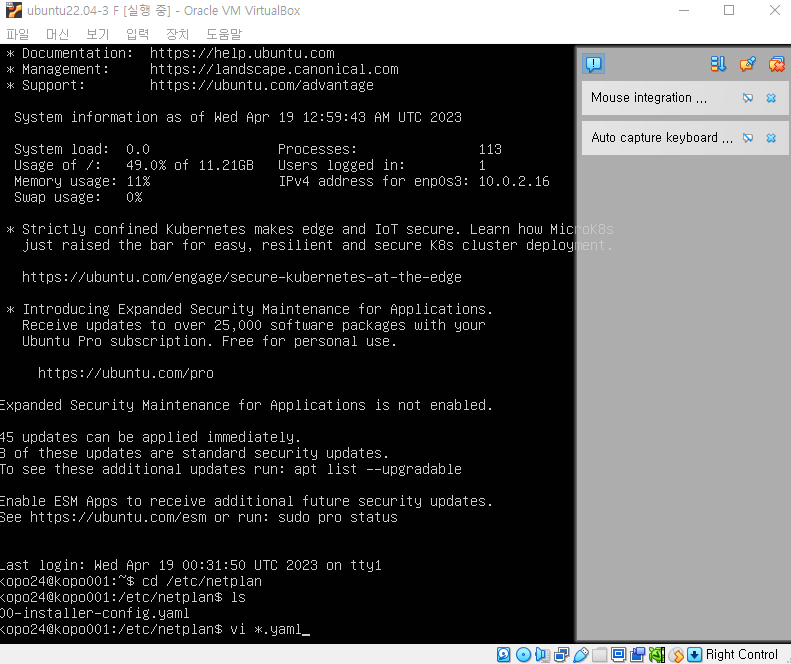 ubuntu22.04-3 F [실행 중] - Oracle VM VirtualBox
파일 머신 보기 입력 장치 도움말
* Documentation: https://help.ubuntu.com
* Management: https://landscape.canonical.com
* Support: https://ubuntu.com/advantage
System information as of Wed Apr 19 12:59:43 AM UTC 2023
System load: 0.0 Processes: 113
Usage of /: 49.0% of 11.21GB Users logged in: 1
Memory usage: 11% IPv4 address for enp0s3: 10.0.2.16
Swap usage: 0%
* Strictly confined Kubernetes makes edge and IoT secure. Learn how MicroK8s
just raised the bar for easy, resilient and secure K8s cluster deployment.
https://ubuntu.com/engage/secure-kubernetes-at-the-edge
* Introducing Expanded Security Maintenance for Applications.
Receive updates to over 25,000 software packages with your
Ubuntu Pro subscription. Free for personal use.
https://ubuntu.com/pro
Expanded Security Maintenance for Applications is not enabled.
45 updates can be applied immediately.
8 of these updates are standard security updates.
To see these additional updates run: apt list --upgradable
Enable ESM Apps to receive additional future security updates.
See https://ubuntu.com/esm or run: sudo pro status
Last login: Wed Apr 19 00:31:50 UTC 2023 on tty1
kopo24@kopo001:~$ cd /etc/netplan
kopo24@kopo001:/etc/netplan$ ls
00-installer-config.yaml
kopo24@kopo001:/etc/netplan$ vi *.yaml_
Mouse integration ...
Auto capture keyboard ...
Right Control